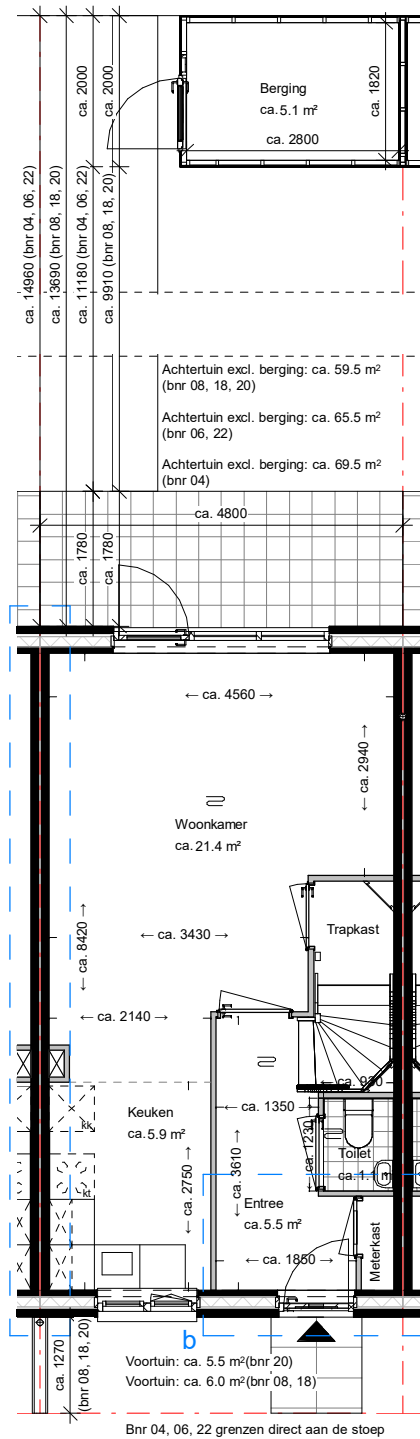 ca. 14960 (bnr 04, 06, 22)
ca. 13690 (bnr 08, 18, 20)
ca. 11180 (bnr 04, 06, 22)
ca. 9910 (bnr 08, 18, 20)
ca. 2000
ca. 2000
Berging
ca. 5.1 m²
ca. 1820
ca. 2800
Achtertuin excl. berging: ca. 59.5 m²
(bnr 08, 18, 20)
Achtertuin excl. berging: ca. 65.5 m²
(bnr 06, 22)
Achtertuin excl. berging: ca. 69.5 m²
(bnr 04)
ca. 4800
ca. 1780
ca. 1780
← ca. 4560 →
← ca. 2940 →
Woonkamer
ca. 21.4 m²
Trapkast
← ca. 8420 →
← ca. 3430 →
← ca. 2140 →
← ca. 930 →
kk
Keuken
ca. 5.9 m²
← ca. 1350 →
ca. 1230
Toilet
ca. 1.1 m
kt
← ca. 2750 →
← ca. 3610 →
Entree
ca. 5.5 m²
← ca. 1850 →
Meterkast
b
ca. 1270
(bnr 08, 18, 20)
Voortuin: ca. 5.5 m²(bnr 20)
Voortuin: ca. 6.0 m²(bnr 08, 18)
Bnr 04, 06, 22 grenzen direct aan de stoep